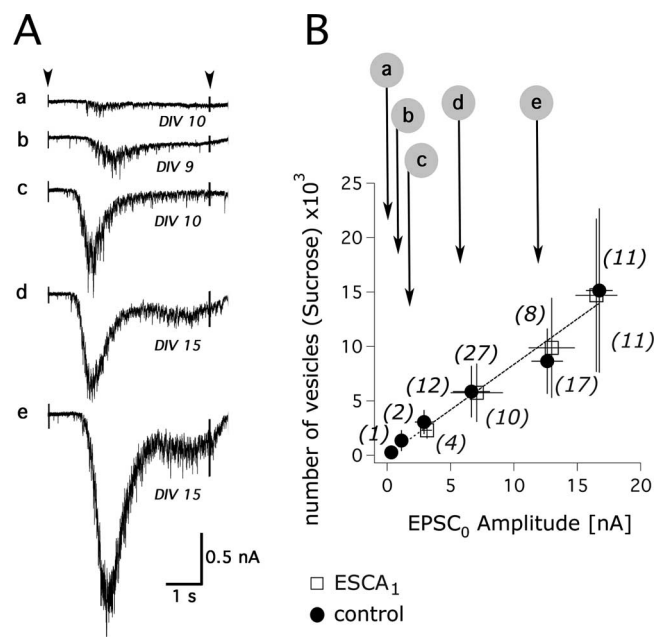 A
a
DIV 10
b
DIV 9
c
DIV 10
d
DIV 15
e
DIV 15
0.5 nA
1 s
B
a
b
c
d
e
number of vesicles (Sucrose) x10³
25
20
15
10
5
0
(1)
(2)
(12)
(4)
(27)
(10)
(8)
(17)
(11)
(11)
0 5 10 15 20
EPSC₀ Amplitude [nA]
ESCA₁
control